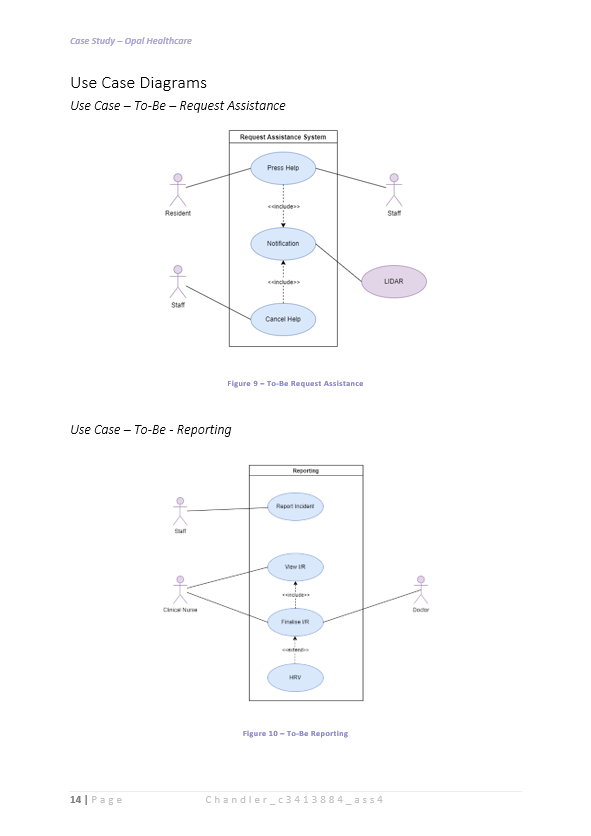 Case Study – Opal Healthcare
Use Case Diagrams
Use Case – To-Be – Request Assistance
Request Assistance System
Press Help
Resident
Staff
<<include>>
Notification
LIDAR
<<include>>
Staff
Cancel Help
Figure 9 – To-Be Request Assistance
Use Case – To-Be - Reporting
Reporting
Report Incident
Staff
View I/R
<<include>>
Clinical Nurse
Doctor
Finalise I/R
<<extend>>
HRV
Figure 10 – To-Be Reporting
14 | Page Chandler_c3413884_ass4